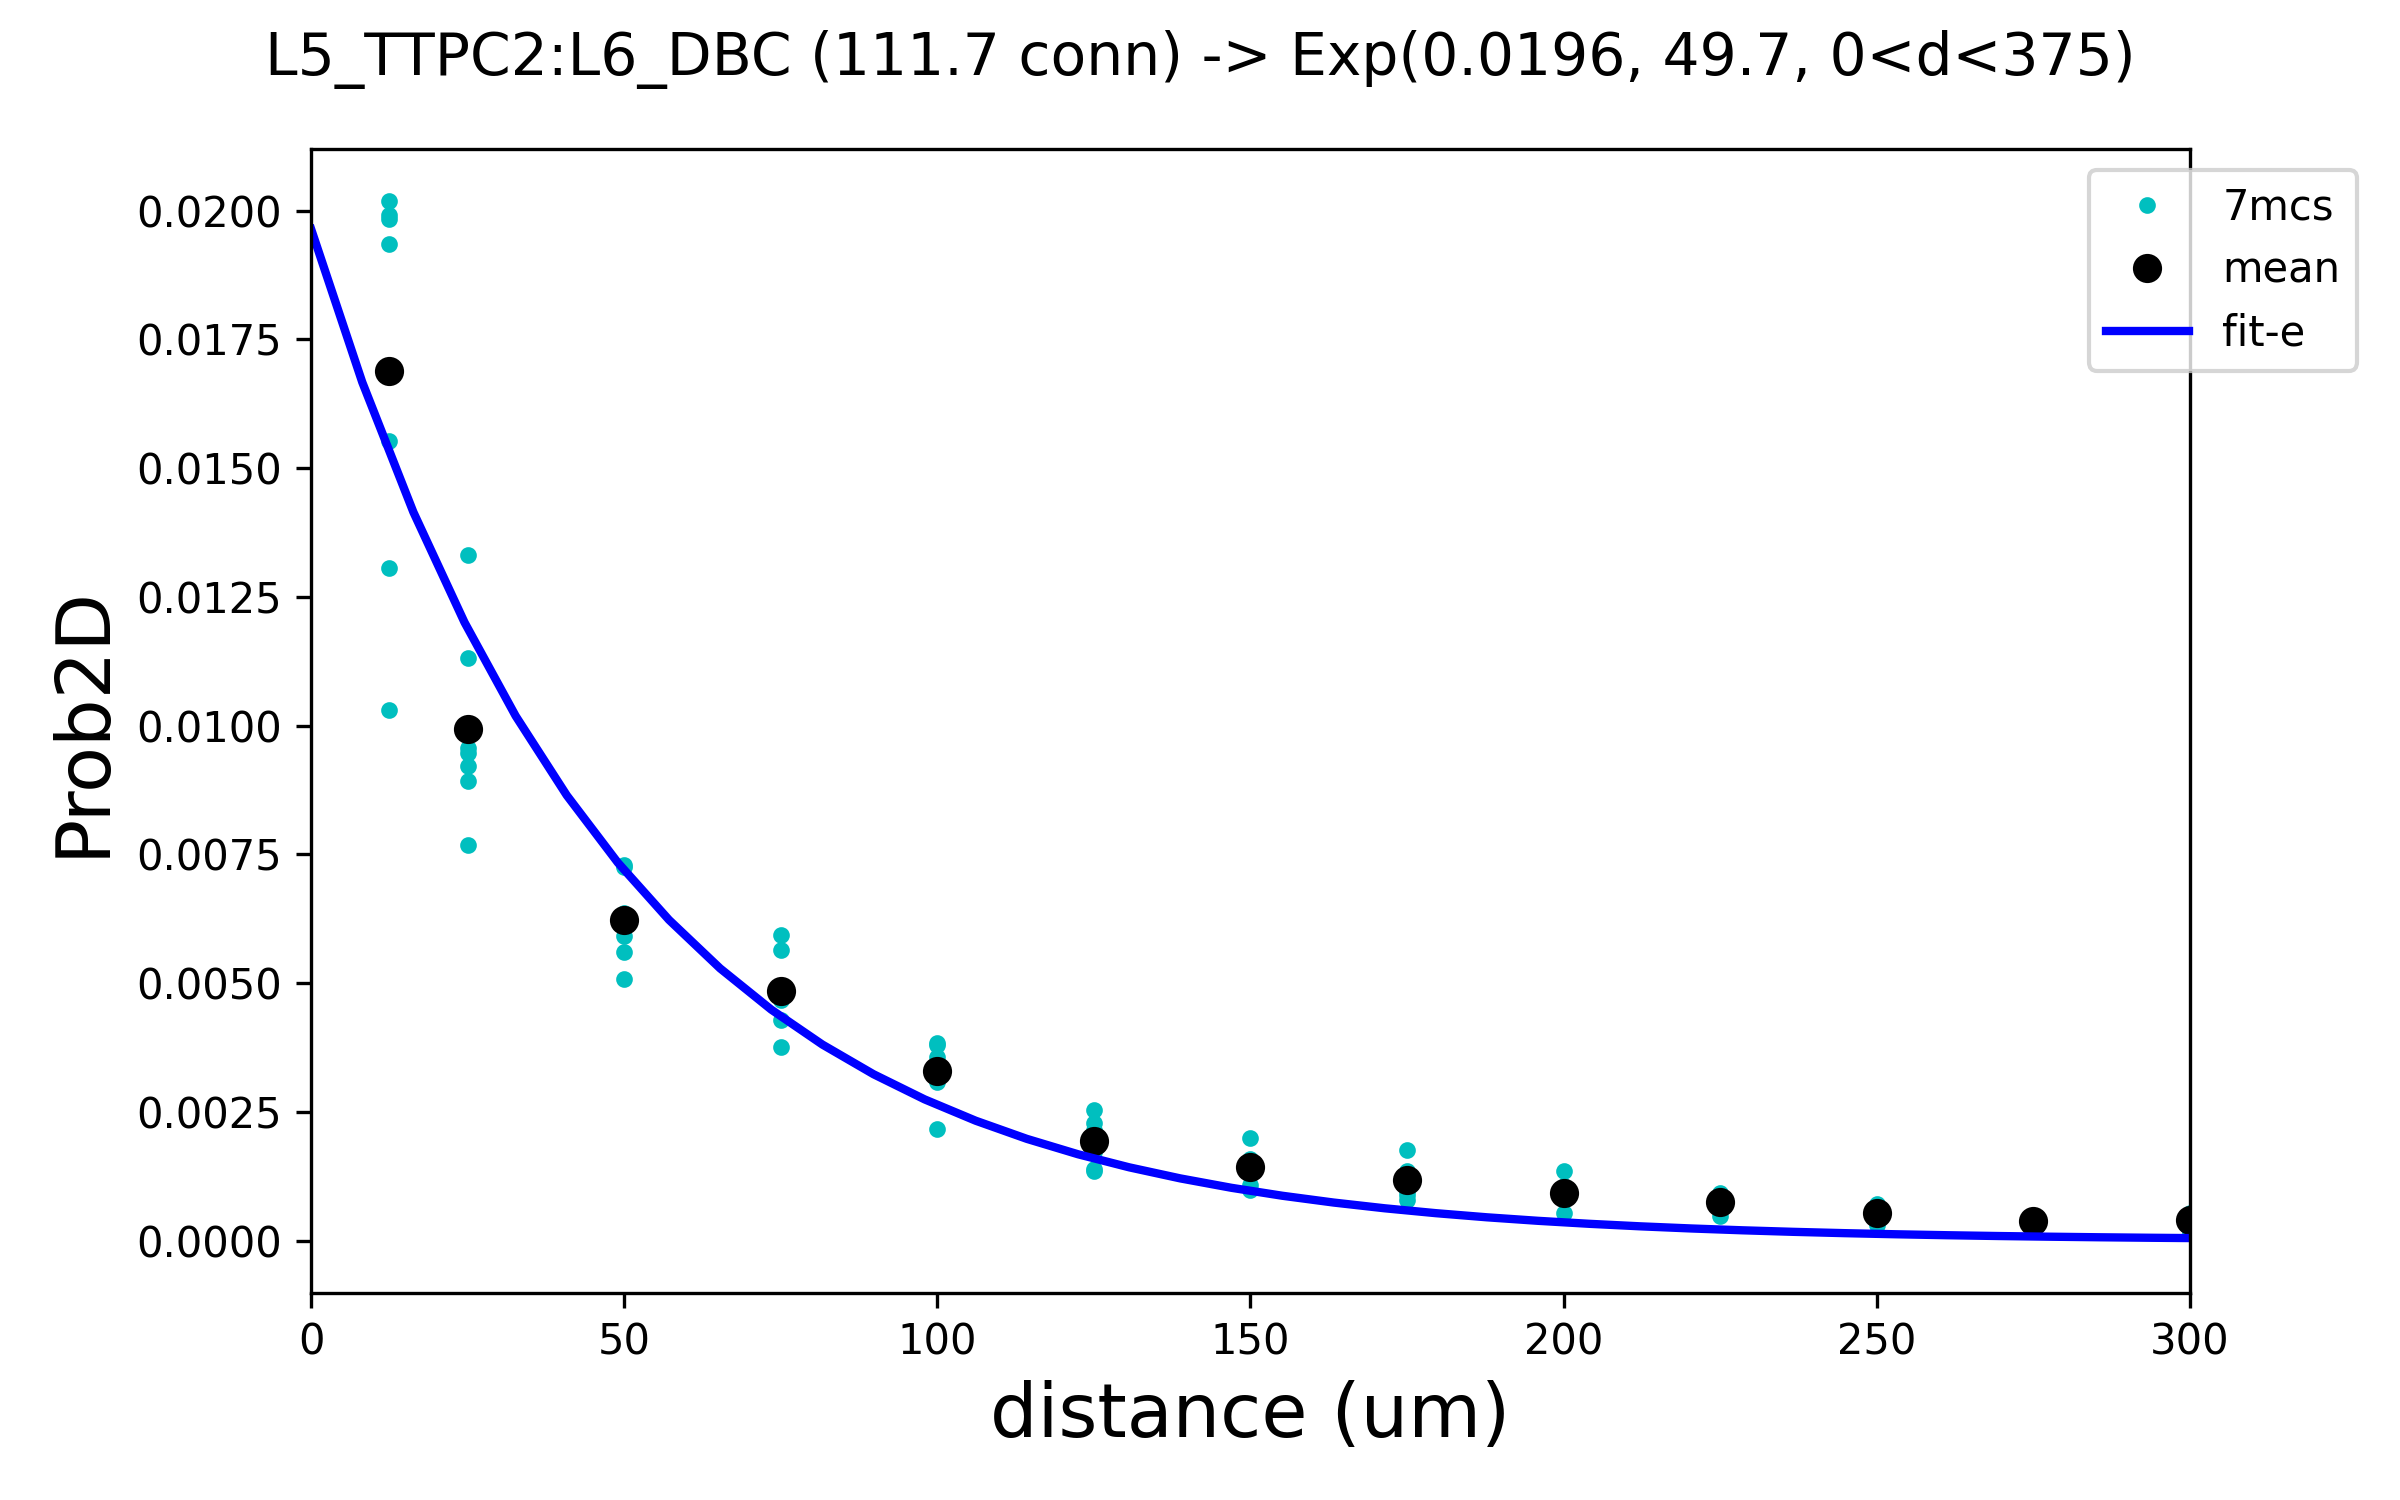 L5_TTPC2:L6_DBC (111.7 conn) -> Exp(0.0196, 49.7, 0<d<375)
7mcs
mean
fit-e
Prob2D
0.0200
0.0175
0.0150
0.0125
0.0100
0.0075
0.0050
0.0025
0.0000
0 50 100 150 200 250 300
distance (um)